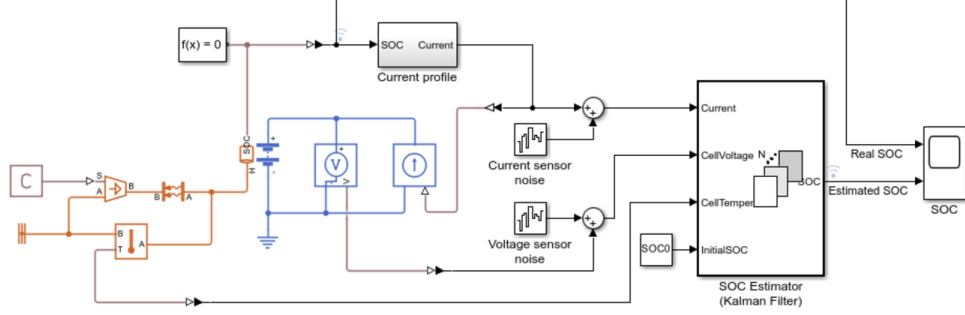 f(x) = 0
SOC Current
Current profile
Current
Current sensor
noise
CellVoltage
N
SOC
Real SOC
Estimated SOC
SOC
CellTemper
Voltage sensor
noise
SOC0
InitialSOC
SOC Estimator
(Kalman Filter)
SOC
H
+
-
V
+
V
C
S
A
B
B
A
B
T
A